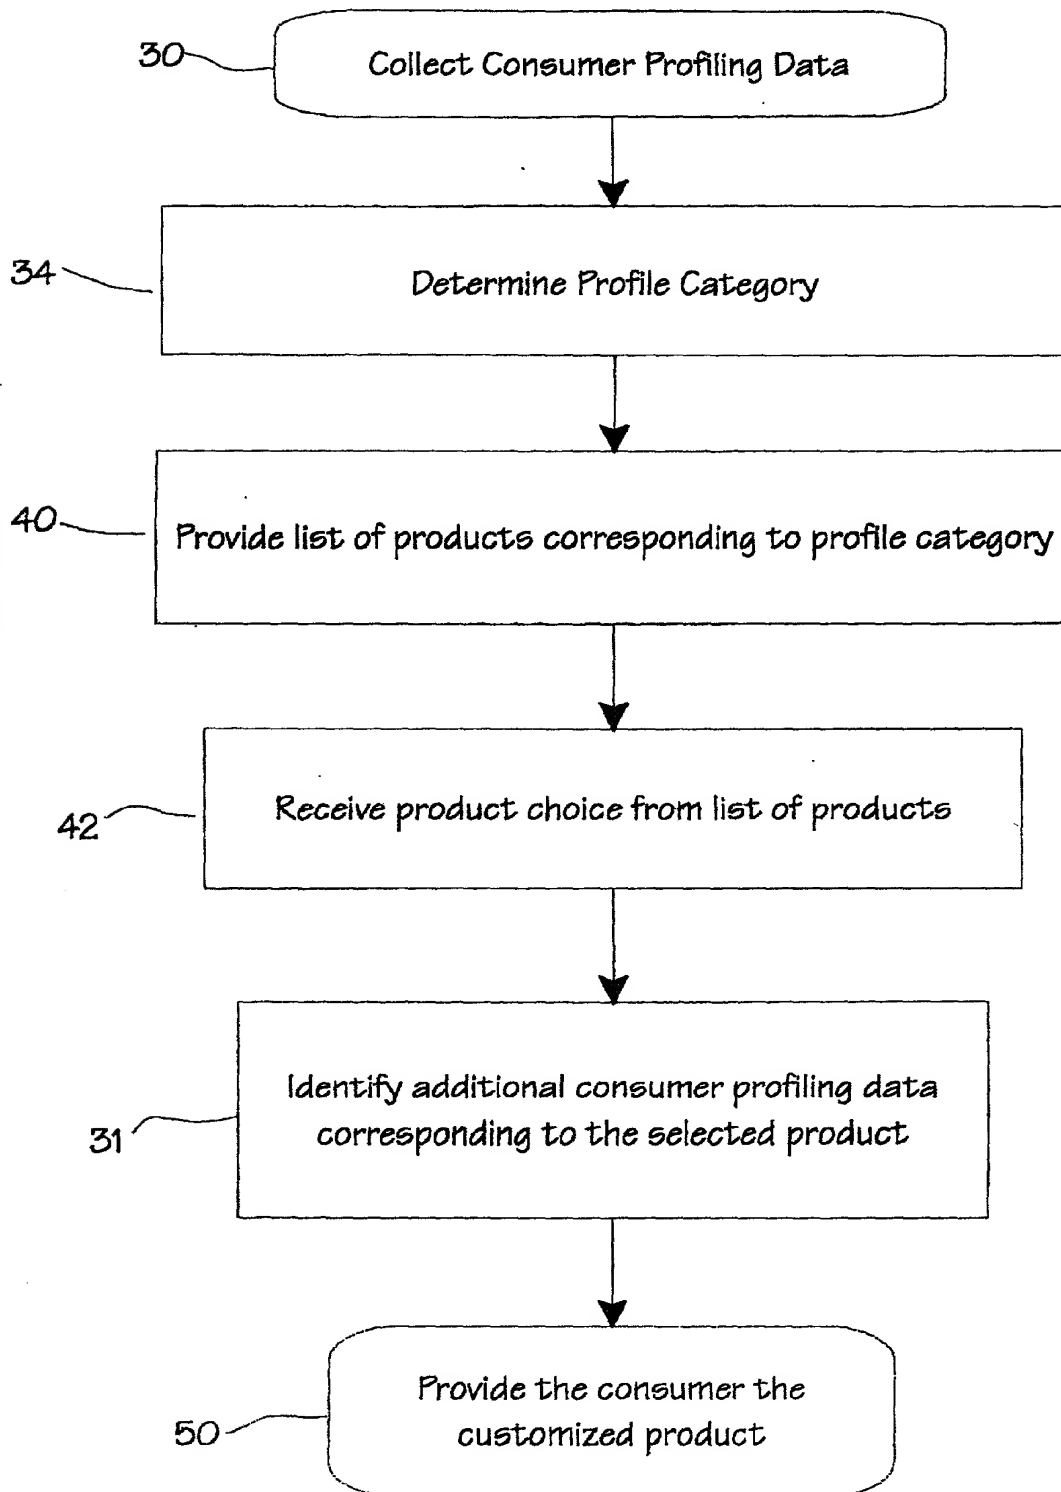 30
Collect Consumer Profiling Data
34
Determine Profile Category
40
Provide list of products corresponding to profile category
42
Receive product choice from list of products
31
Identify additional consumer profiling data
corresponding to the selected product
50
Provide the consumer the
customized product